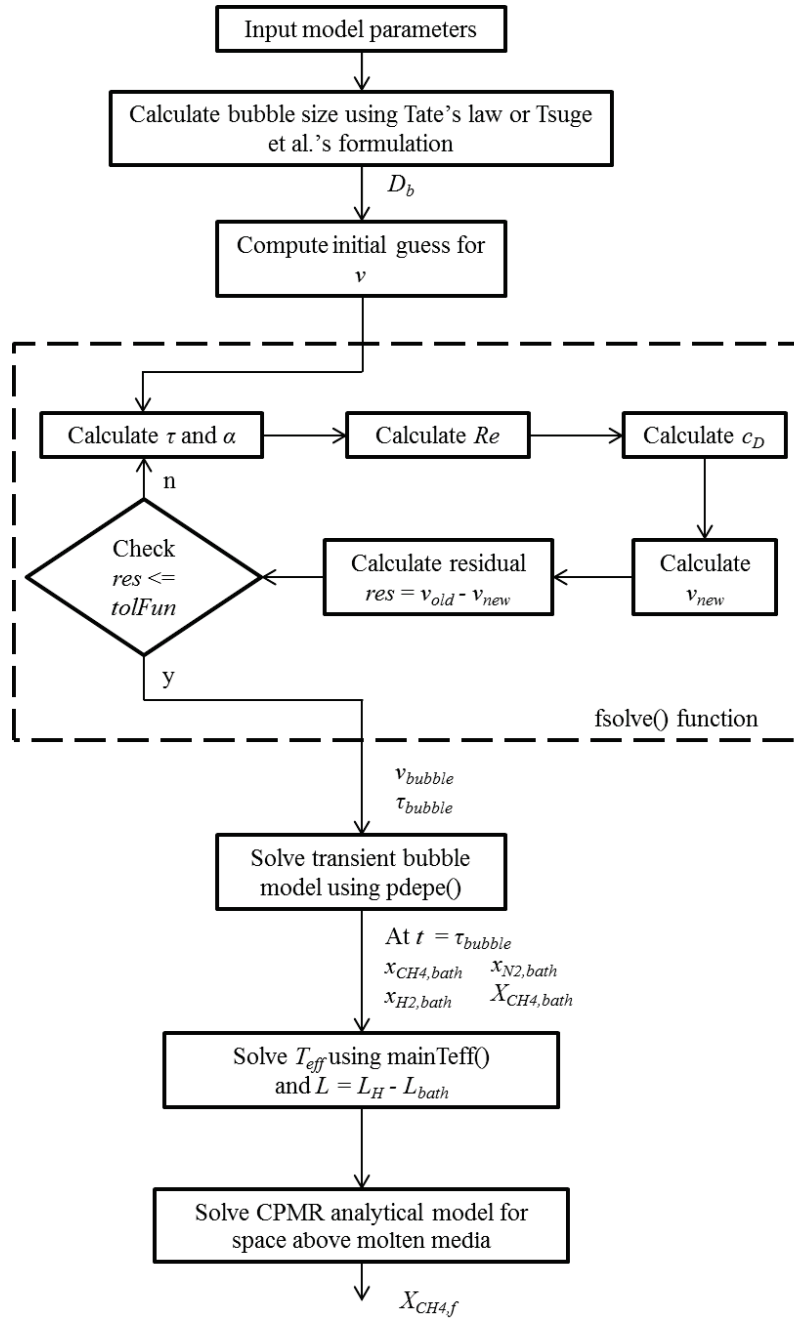 Input model parameters
Calculate bubble size using Tate's law or Tsuge
et al.'s formulation
D_b
Compute initial guess for
v
Calculate τ and α
Calculate Re
Calculate c_D
n
Check
res <=
tolFun
Calculate residual
res = v_old - v_new
Calculate
v_new
y
fsolve() function
v_bubble
τ_bubble
Solve transient bubble
model using pdepe()
At t = τ_bubble
x_CH4,bath x_N2,bath
x_H2,bath X_CH4,bath
Solve T_eff using mainTeff()
and L = L_H - L_bath
Solve CPMR analytical model for
space above molten media
X_CH4,f